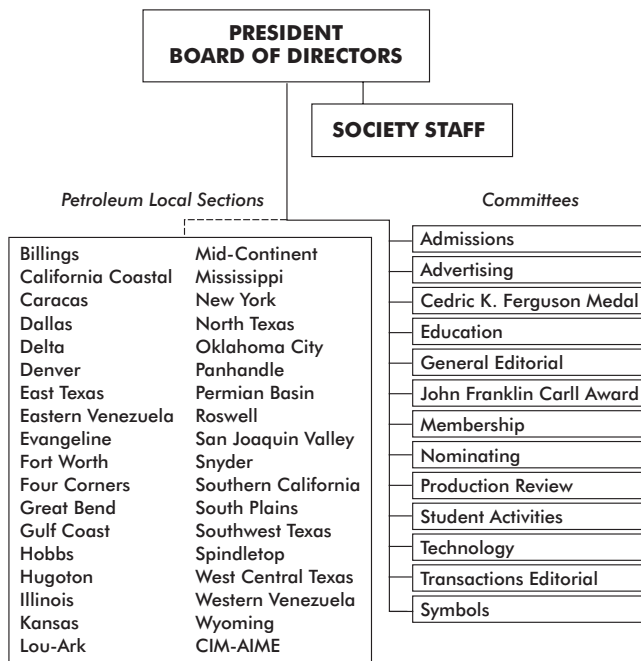 PRESIDENT
BOARD OF DIRECTORS
SOCIETY STAFF
Petroleum Local Sections
Billings
California Coastal
Caracas
Dallas
Delta
Denver
East Texas
Eastern Venezuela
Evangeline
Fort Worth
Four Corners
Great Bend
Gulf Coast
Hobbs
Hugoton
Illinois
Kansas
Lou-Ark
Mid-Continent
Mississippi
New York
North Texas
Oklahoma City
Panhandle
Permian Basin
Roswell
San Joaquin Valley
Snyder
Southern California
South Plains
Southwest Texas
Spindletop
West Central Texas
Western Venezuela
Wyoming
CIM-AIME
Committees
Admissions
Advertising
Cedric K. Ferguson Medal
Education
General Editorial
John Franklin Carll Award
Membership
Nominating
Production Review
Student Activities
Technology
Transactions Editorial
Symbols